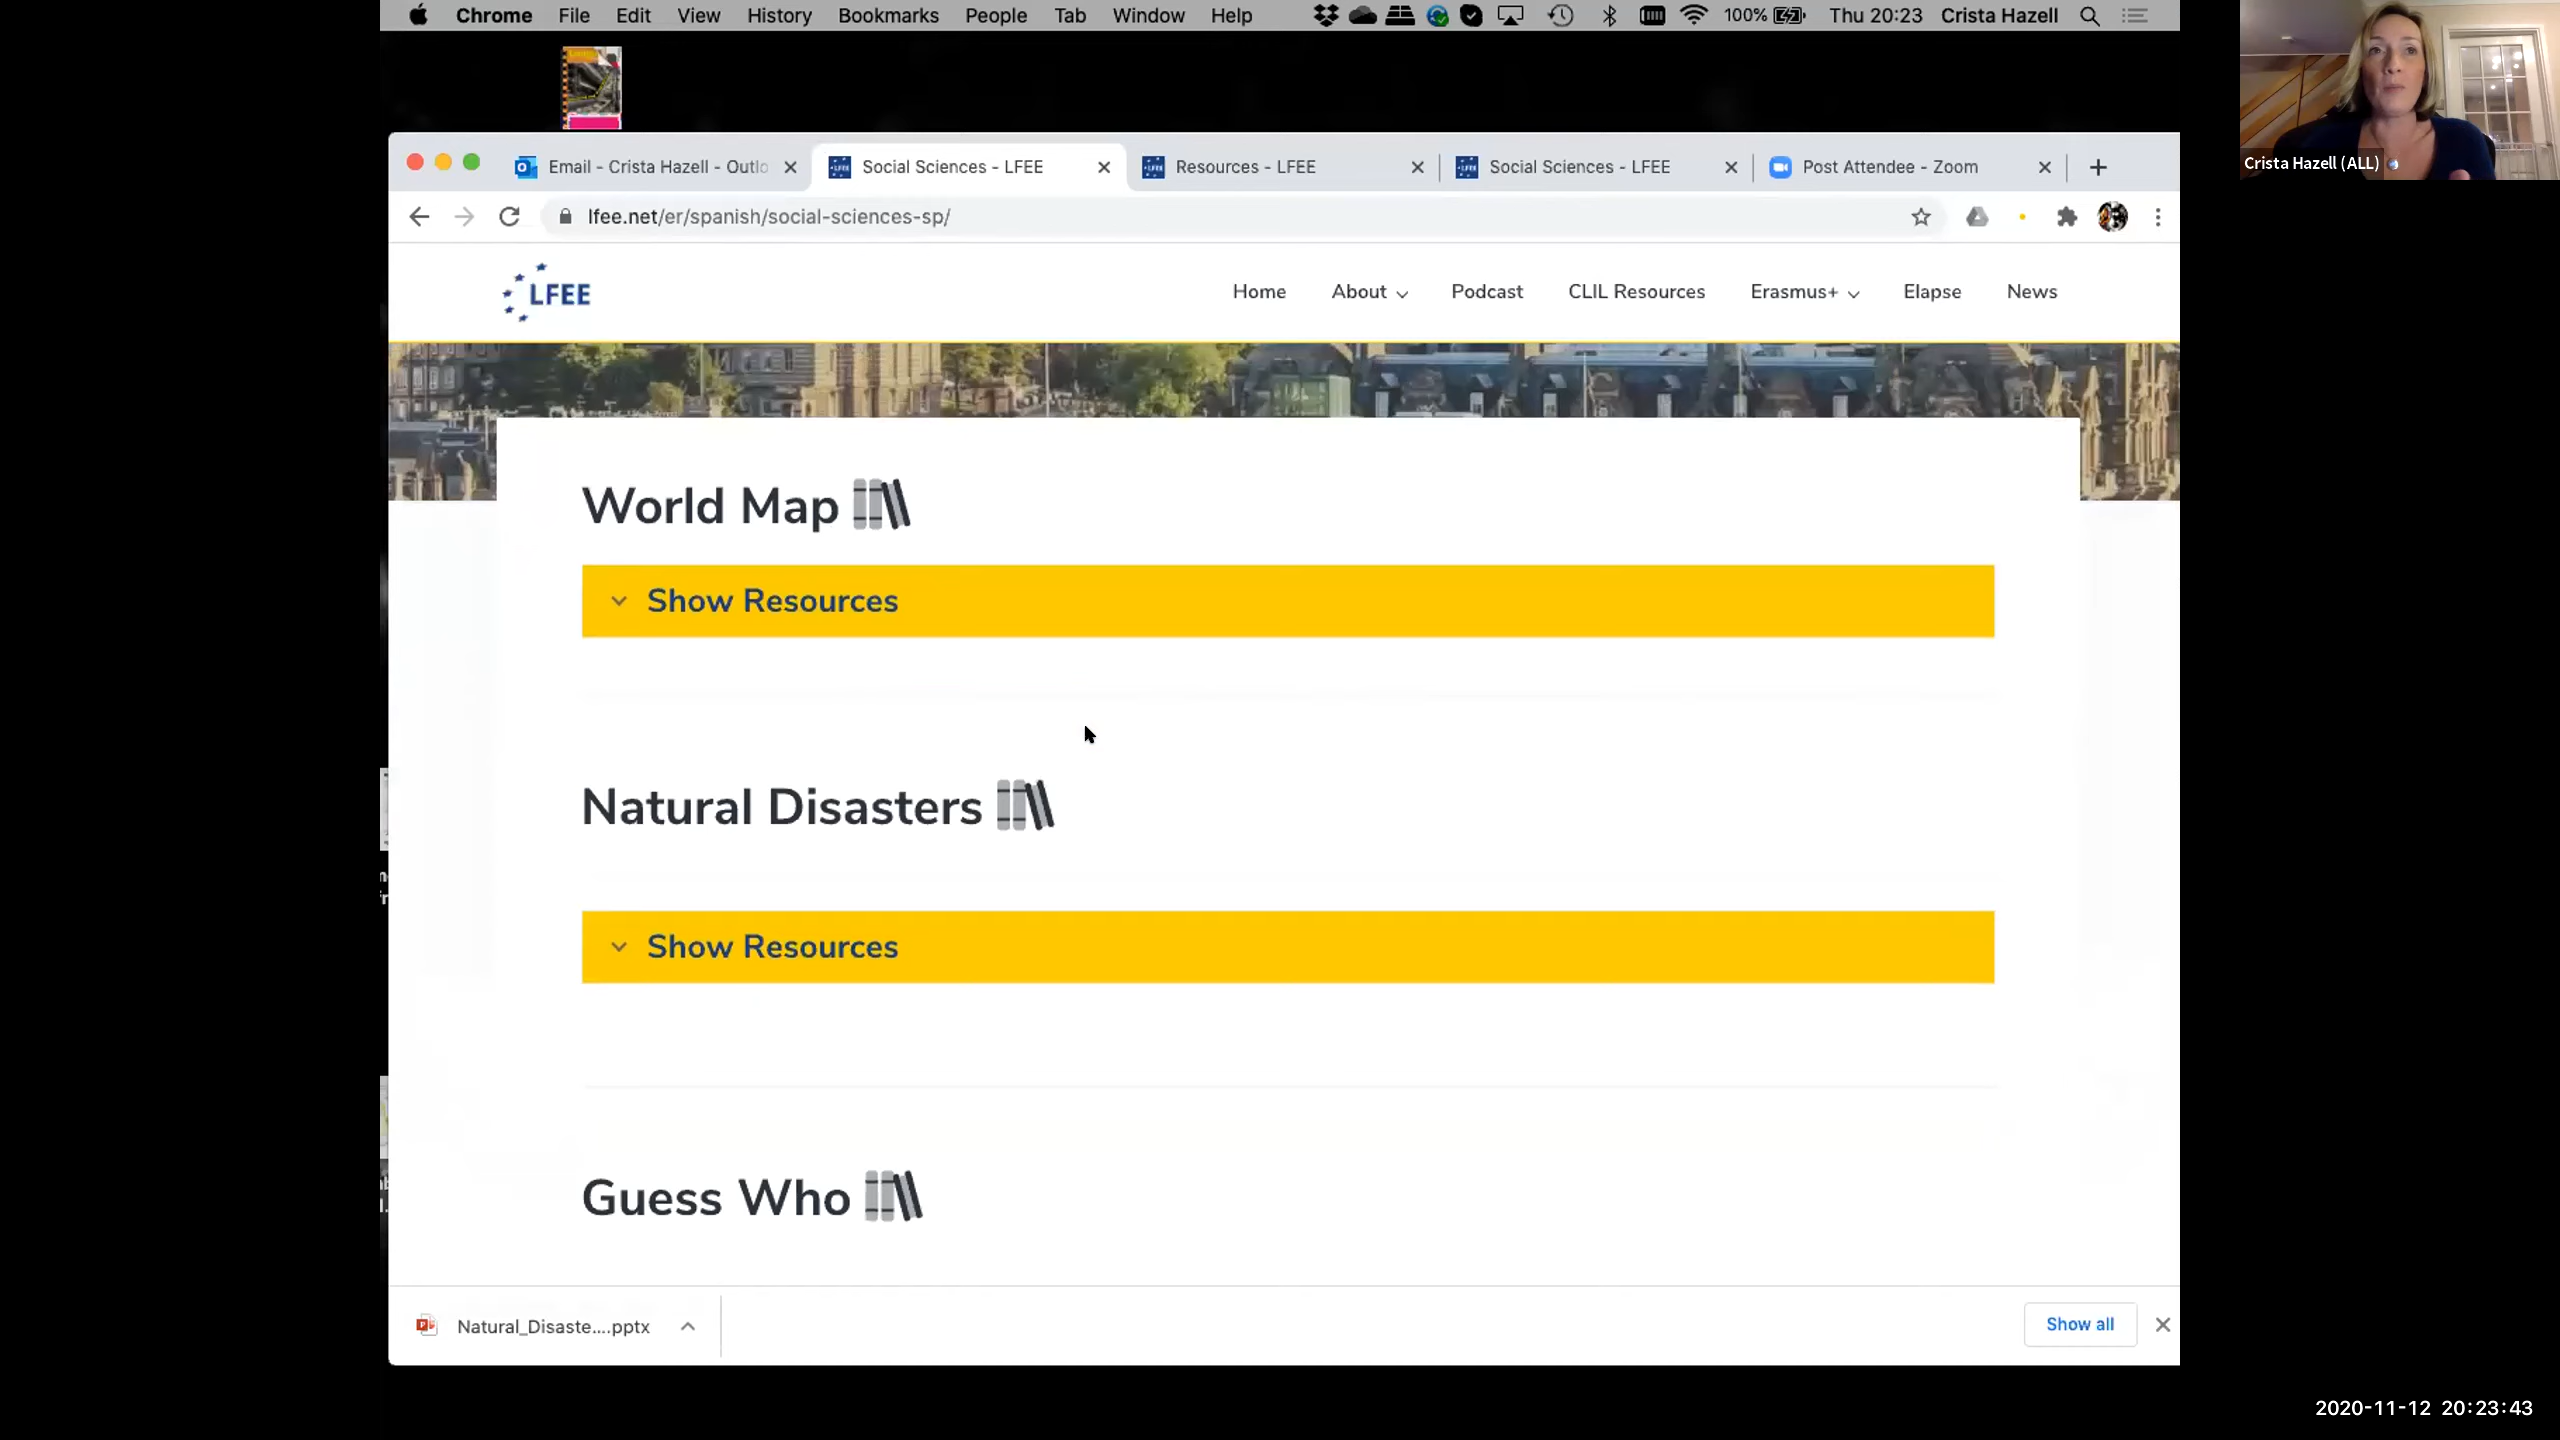 Chrome File Edit View History Bookmarks People Tab Window Help 100% Thu 20:23 Crista Hazell
Email - Crista Hazell - Outlo
Social Sciences - LFEE
Resources - LFEE
Social Sciences - LFEE
Post Attendee - Zoom
Crista Hazell (ALL)
lfee.net/er/spanish/social-sciences-sp/
LFEE
Home About Podcast CLIL Resources Erasmus+ Elapse News
World Map
Show Resources
Natural Disasters
Show Resources
Guess Who
Natural_Disaste....pptx
Show all
2020-11-12 20:23:43